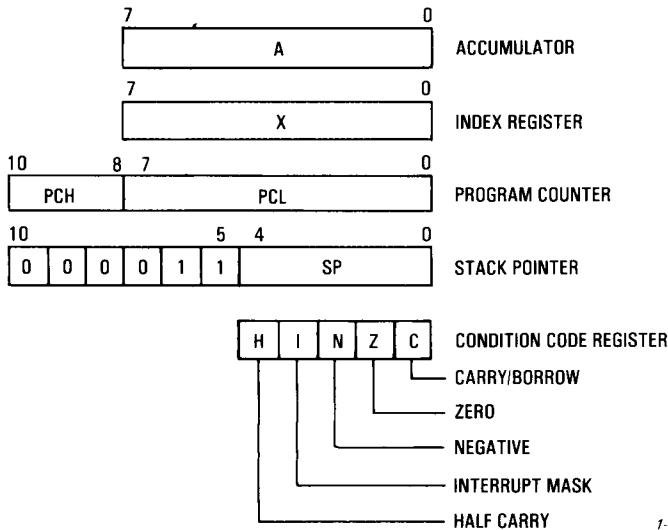 7 0
A ACCUMULATOR
7 0
X INDEX REGISTER
10 8 7 0
PCH PCL PROGRAM COUNTER
10 5 4 0
0 0 0 0 1 1 SP STACK POINTER
H I N Z C CONDITION CODE REGISTER
CARRY/BORROW
ZERO
NEGATIVE
INTERRUPT MASK
HALF CARRY